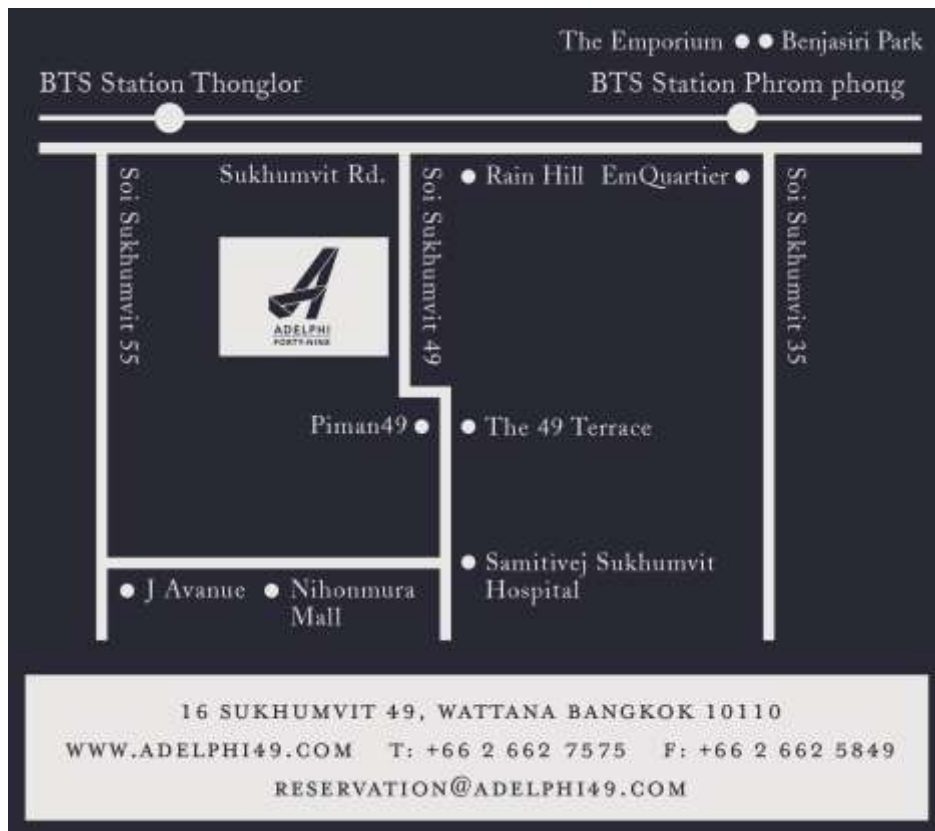 The Emporium Benjasiri Park
BTS Station Thonglor BTS Station Phrom phong
Sukhumvit Rd.
Rain Hill EmQuartier
Soi Sukhumvit 55
Soi Sukhumvit 49
Soi Sukhumvit 35
ADELPHI
FORTY-NINE
Piman49 The 49 Terrace
Samitivej Sukhumvit
Hospital
J Avanue Nihonmura
Mall
16 SUKHUMVIT 49, WATTANA BANGKOK 10110
WWW.ADELPHI49.COM T: +66 2 662 7575 F: +66 2 662 5849
RESERVATION@ADELPHI49.COM